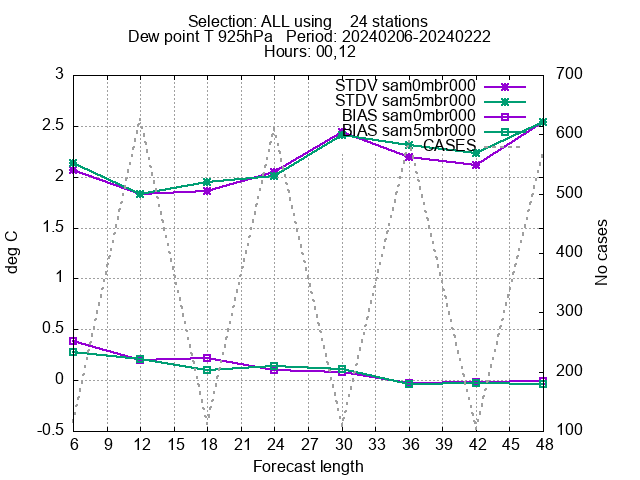 Selection: ALL using 24 stations
Dew point T 925hPa Period: 20240206-20240222
Hours: 00,12
STDV sam0mbr000
STDV sam5mbr000
BIAS sam0mbr000
BIAS sam5mbr000
CASES
3
2.5
2
1.5
1
0.5
0
-0.5
deg C
700
600
500
400
300
200
100
No cases
6 9 12 15 18 21 24 27 30 33 36 39 42 45 48
Forecast length